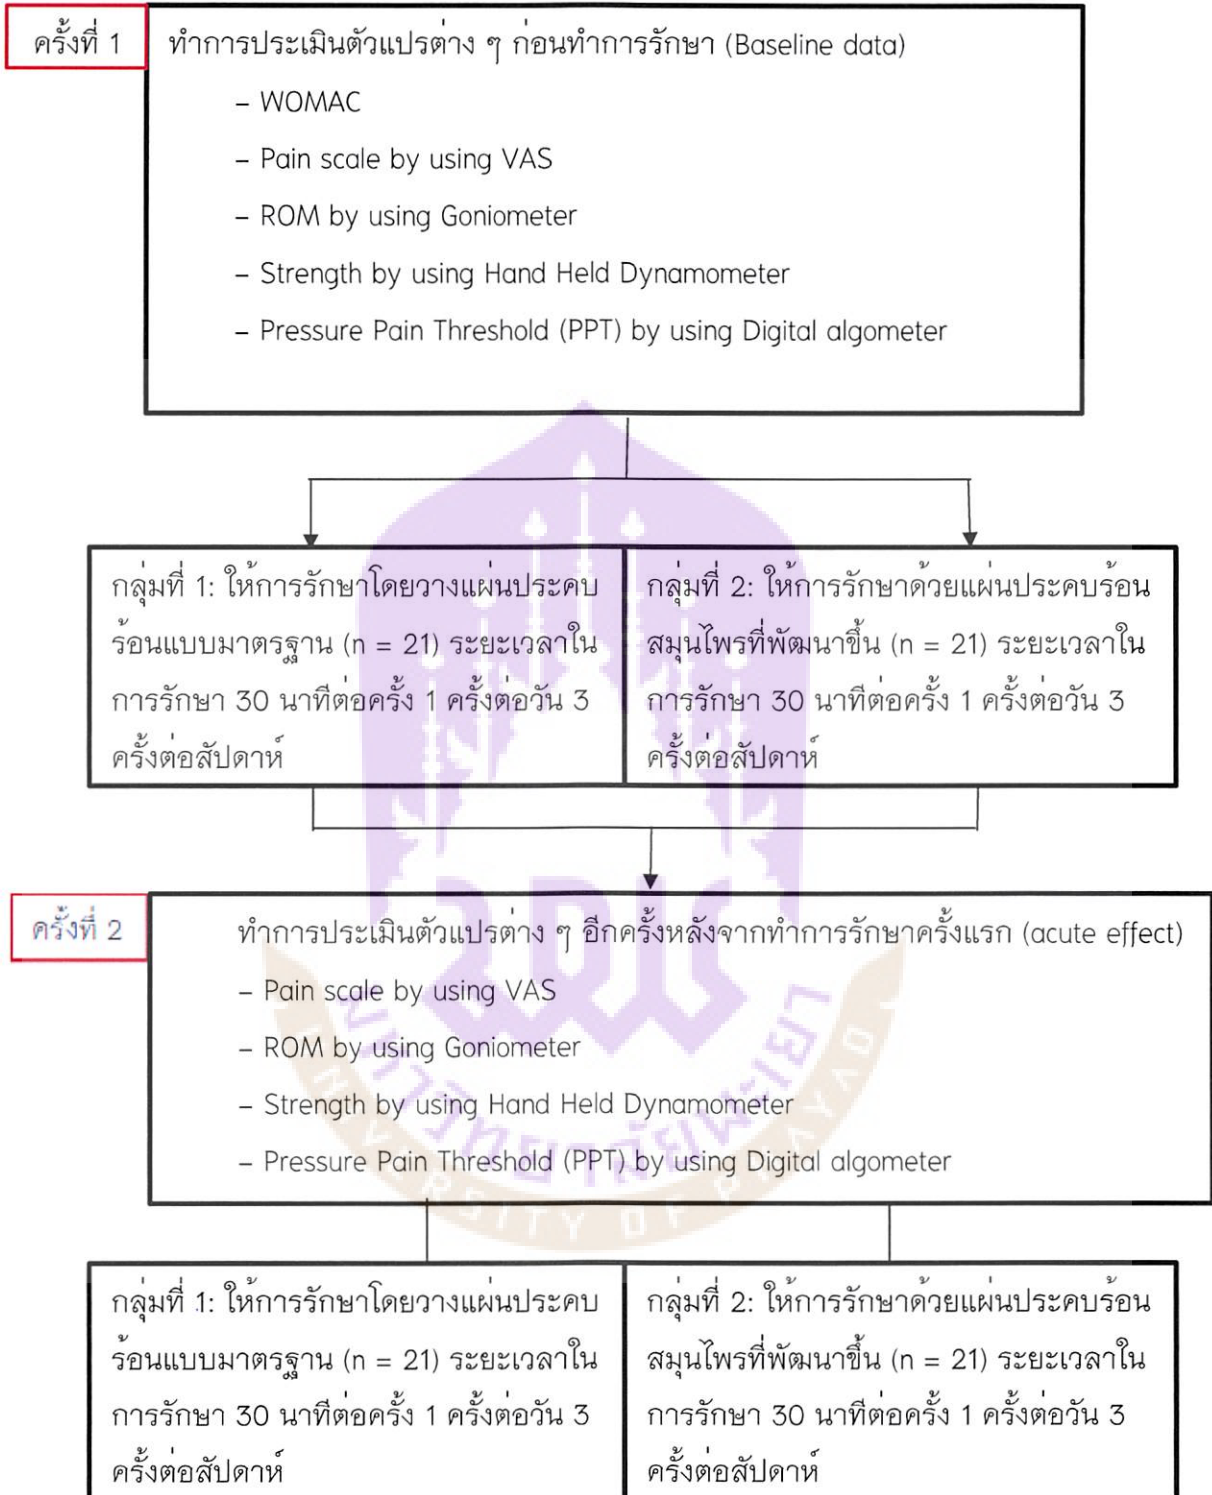 ครั้งที่ 1
ทำการประเมินตัวแปรต่าง ๆ ก่อนทำการรักษา (Baseline data)
– WOMAC
– Pain scale by using VAS
– ROM by using Goniometer
– Strength by using Hand Held Dynamometer
– Pressure Pain Threshold (PPT) by using Digital algometer
กลุ่มที่ 1: ให้การรักษาโดยวางแผ่นประคบ
ร้อนแบบมาตรฐาน (n = 21) ระยะเวลาใน
การรักษา 30 นาทีต่อครั้ง 1 ครั้งต่อวัน 3
ครั้งต่อสัปดาห์
กลุ่มที่ 2: ให้การรักษาด้วยแผ่นประคบร้อน
สมุนไพรที่พัฒนาขึ้น (n = 21) ระยะเวลาใน
การรักษา 30 นาทีต่อครั้ง 1 ครั้งต่อวัน 3
ครั้งต่อสัปดาห์
ครั้งที่ 2
ทำการประเมินตัวแปรต่าง ๆ อีกครั้งหลังจากทำการรักษาครั้งแรก (acute effect)
– Pain scale by using VAS
– ROM by using Goniometer
– Strength by using Hand Held Dynamometer
– Pressure Pain Threshold (PPT) by using Digital algometer
มหาวิทยาลัยพะเยา
UNIVERSITY OF PHAYAO
กลุ่มที่ 1: ให้การรักษาโดยวางแผ่นประคบ
ร้อนแบบมาตรฐาน (n = 21) ระยะเวลาใน
การรักษา 30 นาทีต่อครั้ง 1 ครั้งต่อวัน 3
ครั้งต่อสัปดาห์
กลุ่มที่ 2: ให้การรักษาด้วยแผ่นประคบร้อน
สมุนไพรที่พัฒนาขึ้น (n = 21) ระยะเวลาใน
การรักษา 30 นาทีต่อครั้ง 1 ครั้งต่อวัน 3
ครั้งต่อสัปดาห์